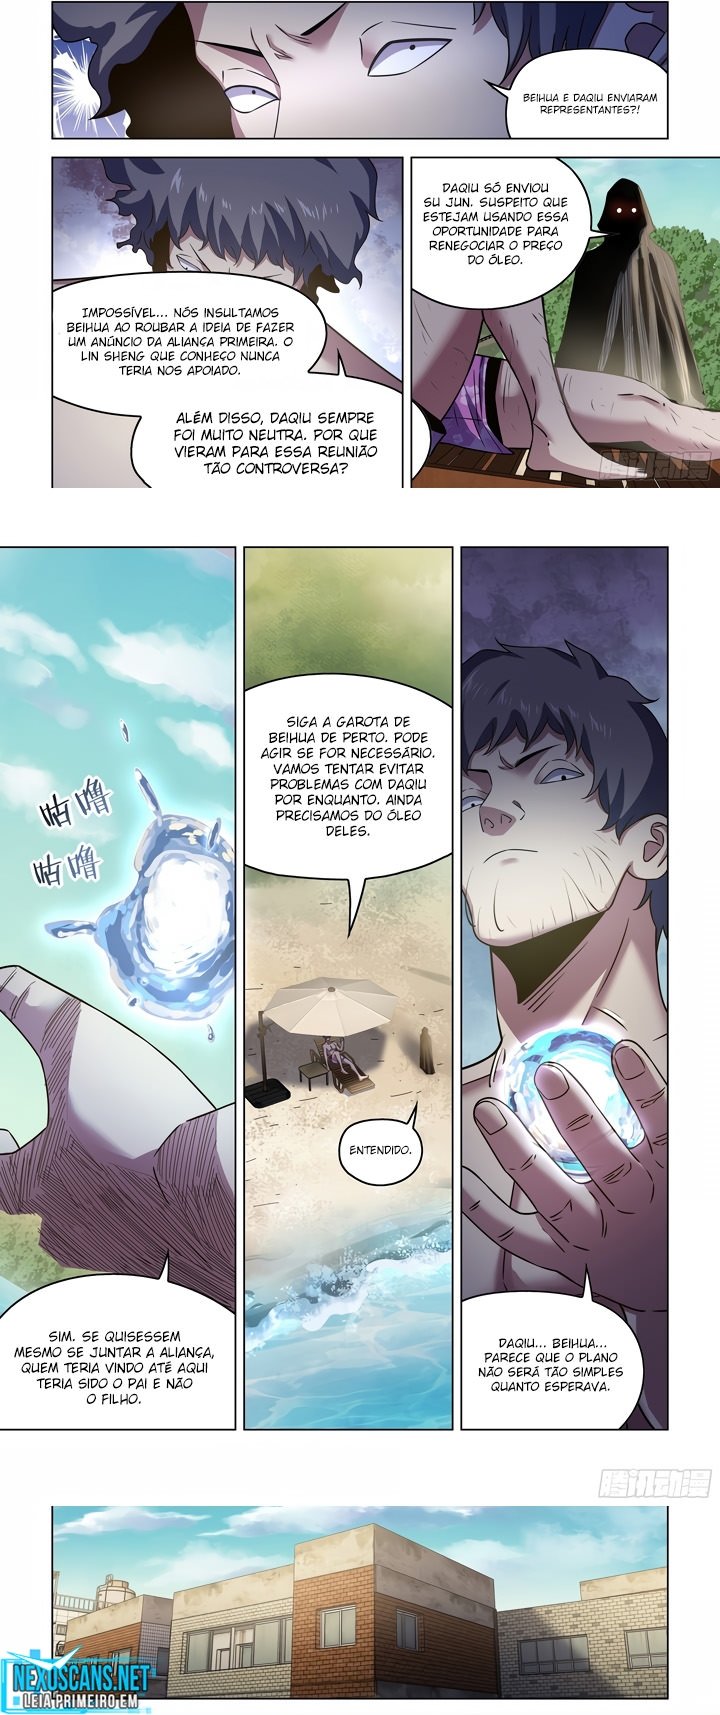 BEIHUA E DAQIU ENVIARAM
REPRESENTANTES?!
DAQIU SÓ ENVIOU
SU JUN. SUSPEITO QUE
ESTEJAM USANDO ESSA
OPORTUNIDADE PARA
RENEGOCIAR O PREÇO
DO ÓLEO.
IMPOSSÍVEL... NÓS INSULTAMOS
BEIHUA AO ROUBAR A IDEIA DE FAZER
UM ANÚNCIO DA ALIANÇA PRIMEIRA. O
LIN SHENG QUE CONHEÇO NUNCA
TERIA NOS APOIADO.
ALÉM DISSO, DAQIU SEMPRE
FOI MUITO NEUTRA. POR QUE
VIERAM PARA ESSA REUNIÃO
TÃO CONTROVERSA?
腾讯动漫
咕噜
咕噜
SIM. SE QUISESSEM
MESMO SE JUNTAR A ALIANÇA,
QUEM TERIA VINDO ATÉ AQUI
TERIA SIDO O PAI E NÃO
O FILHO.
SIGA A GAROTA DE
BEIHUA DE PERTO. PODE
AGIR SE FOR NECESSÁRIO.
VAMOS TENTAR EVITAR
PROBLEMAS COM DAQIU
POR ENQUANTO. AINDA
PRECISAMOS DO ÓLEO
DELES.
ENTENDIDO.
DAQIU... BEIHUA...
PARECE QUE O PLANO
NÃO SERÁ TÃO SIMPLES
QUANTO ESPERAVA.
腾讯动漫
NEXOSCANS.NET
LEIA PRIMEIRO EM